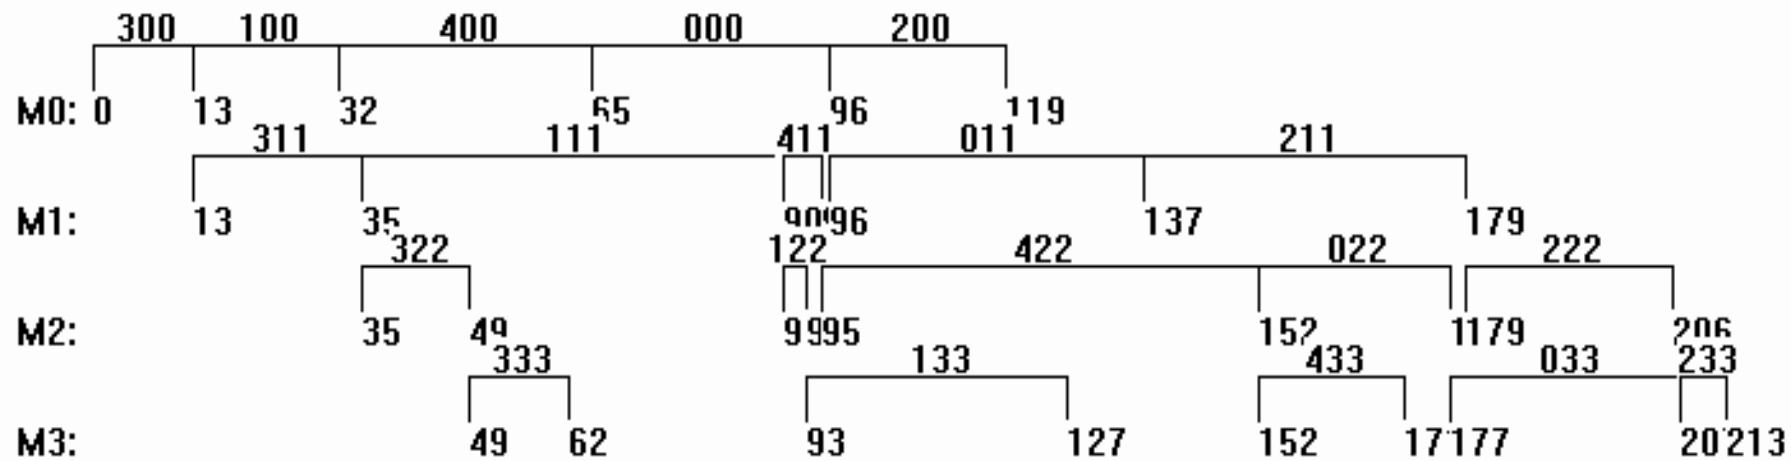 300 100 400 000 200
M0: 0 13 32 65 96 119
311 111 411 011 211
M1: 13 35 90 96 137 179
322 122 422 022 222
M2: 35 49 95 152 179 206
333 133 433 033 233
M3: 49 62 93 127 152 177 213